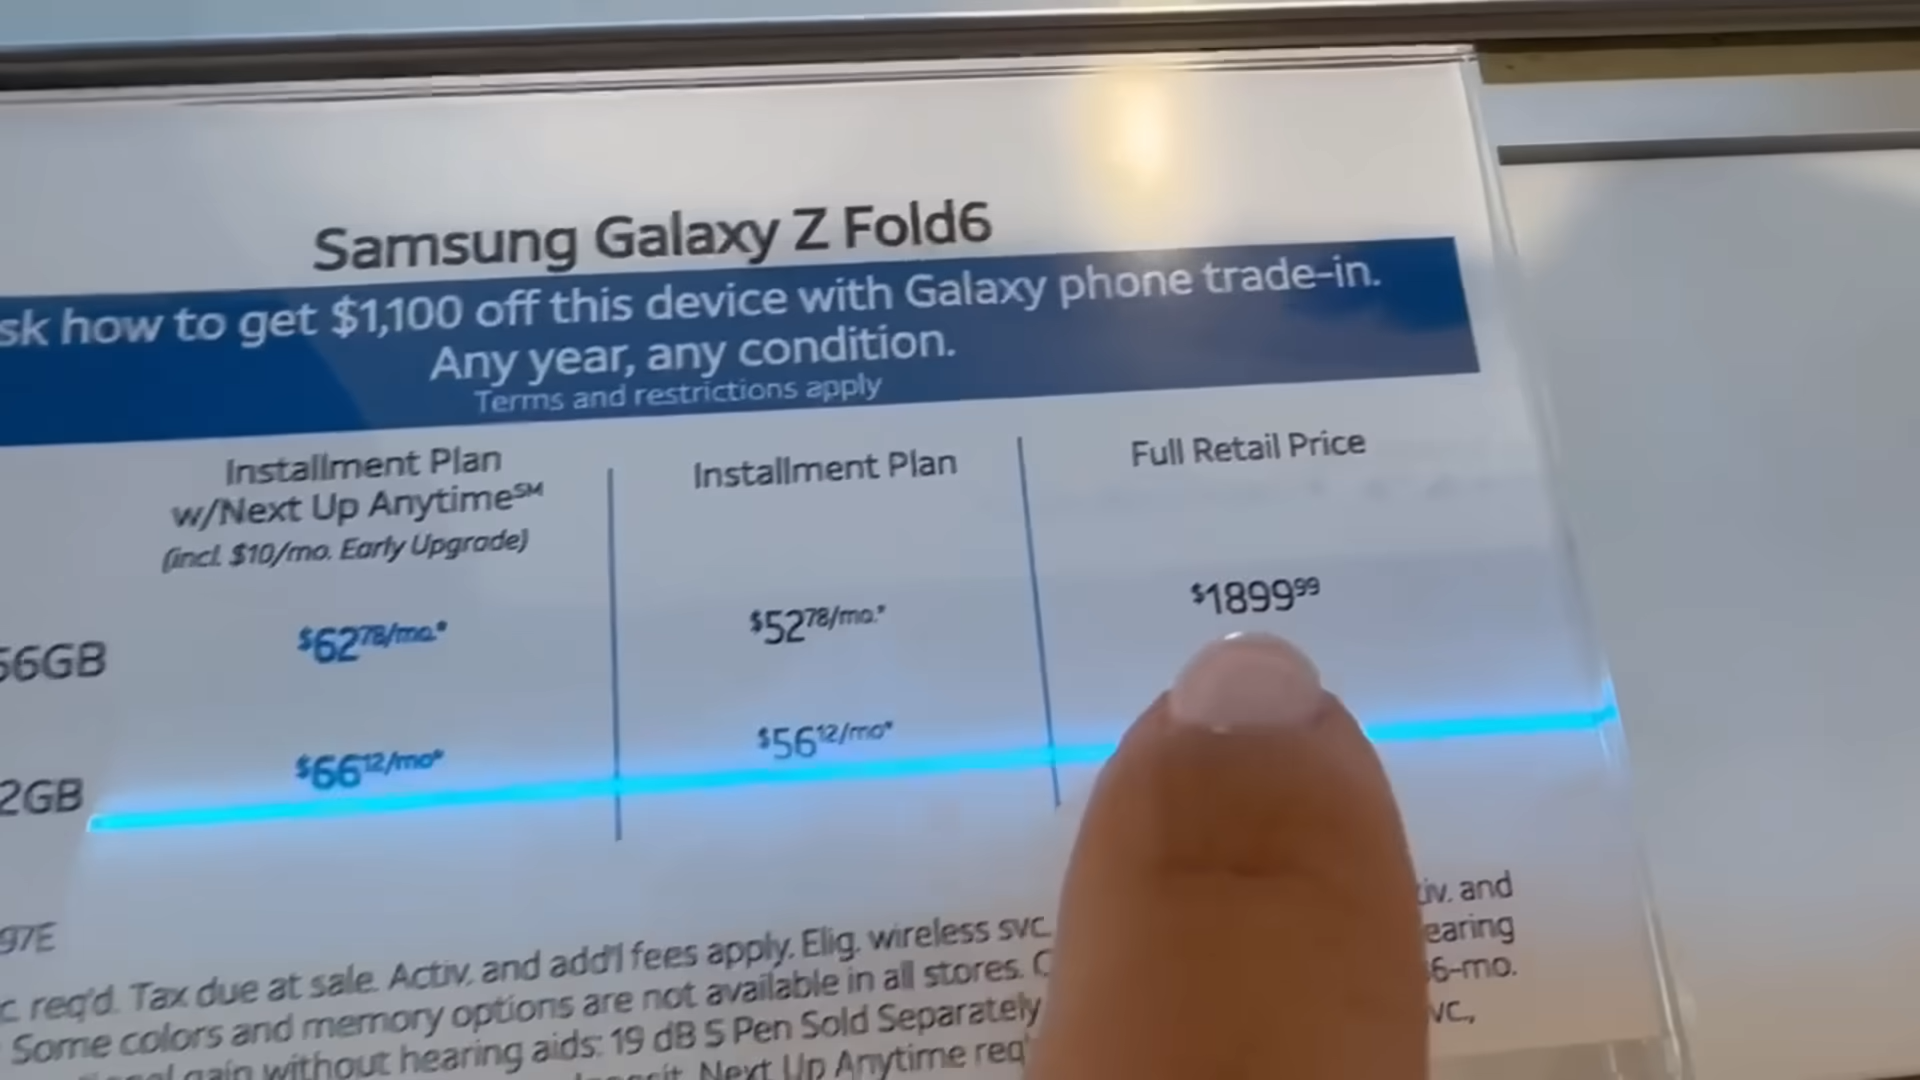 Samsung Galaxy Z Fold6
sk how to get $1,100 off this device with Galaxy phone trade-in.
Any year, any condition.
Terms and restrictions apply
Installment Plan
w/Next Up Anytime℠
(incl. $10/mo. Early Upgrade)
Installment Plan
Full Retail Price
56GB $62⁷⁸/mo.* $52⁷⁸/mo.* $1899⁹⁹
2GB $66¹²/mo* $56¹²/mo*
97E
c. req'd. Tax due at sale. Activ. and add'l fees apply. Elig. wireless svc. tiv. and
Some colors and memory options are not available in all stores. C earing
gain without hearing aids: 19 dB S Pen Sold Separately 6-mo.
Next Up Anytime req' vc,